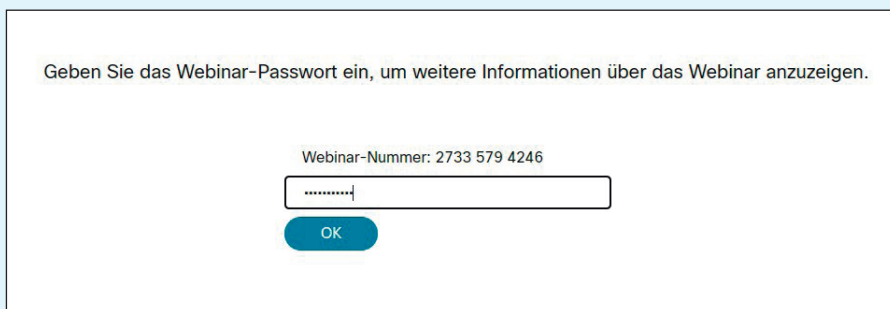 Geben Sie das Webinar-Passwort ein, um weitere Informationen über das Webinar anzuzeigen.
Webinar-Nummer: 2733 579 4246
•••••••••••
OK